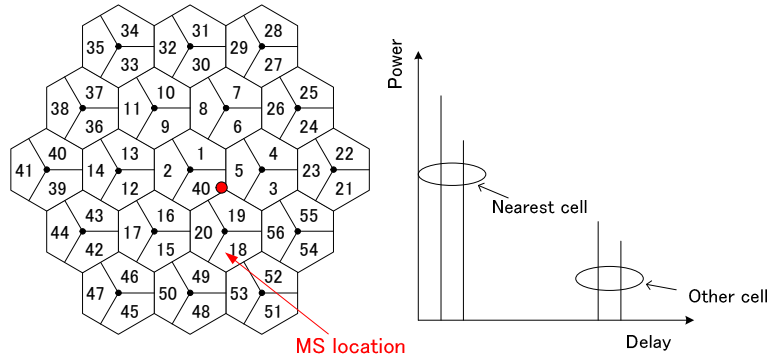 34 31 28
35 32 29
33 30 27
37 10 7 25
38 11 8 26
36 9 6 24
40 13 1 4 22
41 14 2 5 23
39 12 40 3 21
43 16 19 55
44 17 20 56
42 15 18 54
46 49 52
47 50 53
45 48 51
MS location
Power
Nearest cell
Other cell
Delay